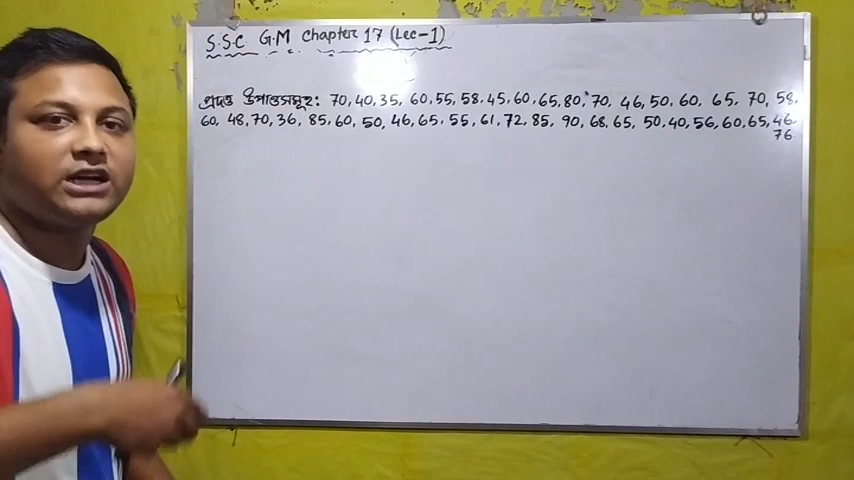 S.S.C G.M Chapter 17 (Lec-1)
প্রদত্ত উপাত্তসমূহ: 70, 40, 35, 60, 55, 58, 45, 60, 65, 80, 70, 46, 50, 60, 65, 70, 58,
60, 48, 70, 36, 85, 60, 50, 46, 65, 55, 61, 72, 85, 90, 68, 65, 50, 40, 56, 60, 65, 46,
76